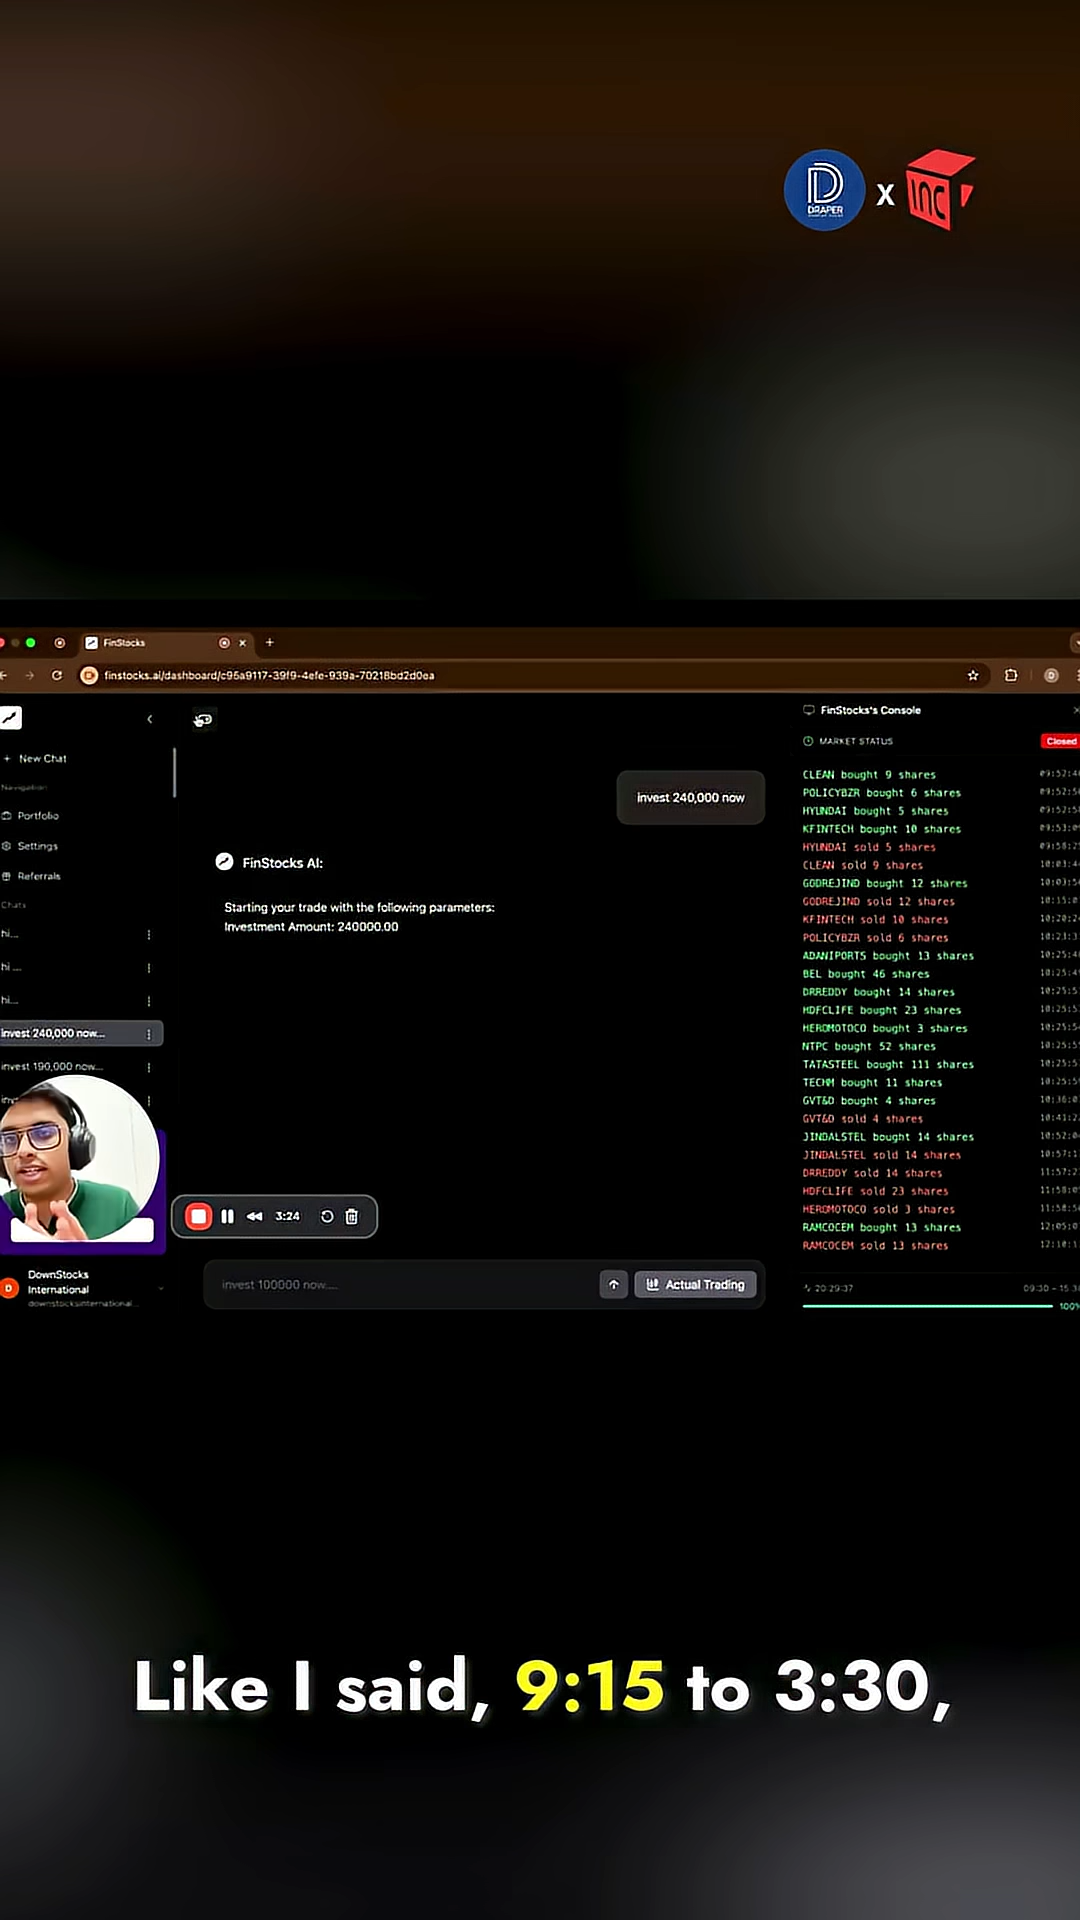 DRAPER
X
INC
FinStocks
finstocks.ai/dashboard/c95a9117-39f9-4efe-939a-70218bd2d0ea
New Chat
Navigation
Portfolio
Settings
Referrals
Chats
hi...
hi ...
hi...
invest 240,000 now...
invest 190,000 now...
DownStocks
International
downstocksinternational...
invest 240,000 now
FinStocks AI:
Starting your trade with the following parameters:
Investment Amount: 240000.00
3:24
invest 100000 now....
Actual Trading
FinStocks's Console
MARKET STATUS
Closed
CLEAN bought 9 shares
POLICYBZR bought 6 shares
HYUNDAI bought 5 shares
KFINTECH bought 10 shares
HYUNDAI sold 5 shares
CLEAN sold 9 shares
GODREJIND bought 12 shares
GODREJIND sold 12 shares
KFINTECH sold 10 shares
POLICYBZR sold 6 shares
ADANIPORTS bought 13 shares
BEL bought 46 shares
DRREDDY bought 14 shares
HDFCLIFE bought 23 shares
HEROMOTOCO bought 3 shares
NTPC bought 52 shares
TATASTEEL bought 111 shares
TECHM bought 11 shares
GVT&D bought 4 shares
GVT&D sold 4 shares
JINDALSTEL bought 14 shares
JINDALSTEL sold 14 shares
DRREDDY sold 14 shares
HDFCLIFE sold 23 shares
HEROMOTOCO sold 3 shares
RAMCOCEM bought 13 shares
RAMCOCEM sold 13 shares
20:29:37
100%
Like I said, 9:15 to 3:30,